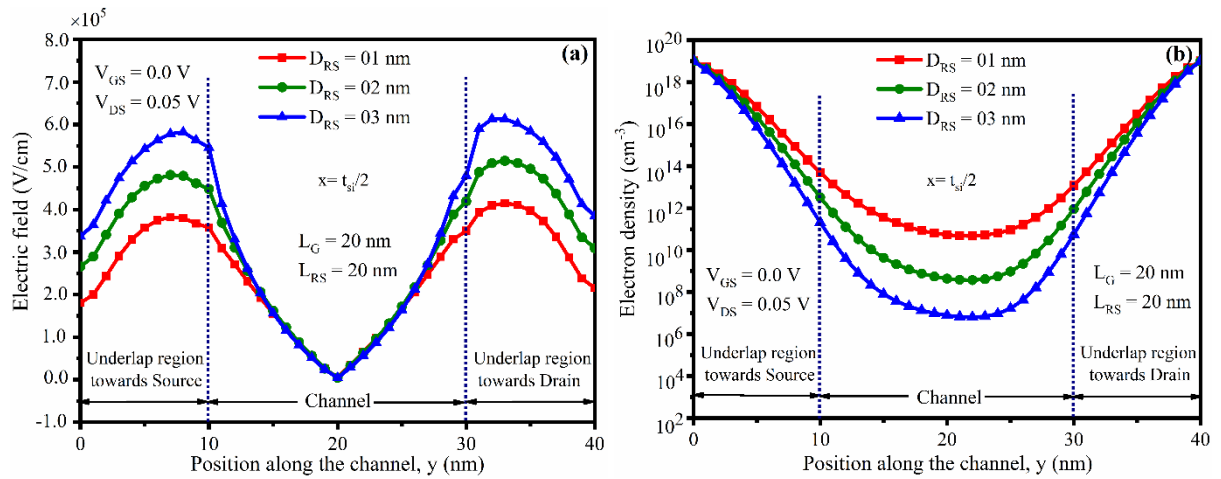 ×10⁵
8.0
7.0
6.0
5.0
4.0
3.0
2.0
1.0
0.0
-1.0
Electric field (V/cm)
(a)
D_RS = 01 nm
D_RS = 02 nm
D_RS = 03 nm
V_GS = 0.0 V
V_DS = 0.05 V
x= t_si/2
L_G = 20 nm
L_RS = 20 nm
Underlap region
towards Source
Channel
Underlap region
towards Drain
0 10 20 30 40
Position along the channel, y (nm)
10²⁰
10¹⁸
10¹⁶
10¹⁴
10¹²
10¹⁰
10⁸
10⁶
10⁴
10²
Electron density (cm⁻³)
(b)
D_RS = 01 nm
D_RS = 02 nm
D_RS = 03 nm
x= t_si/2
V_GS = 0.0 V
V_DS = 0.05 V
L_G = 20 nm
L_RS = 20 nm
Underlap region
towards Source
Channel
Underlap region
towards Drain
0 10 20 30 40
Position along the channel, y (nm)